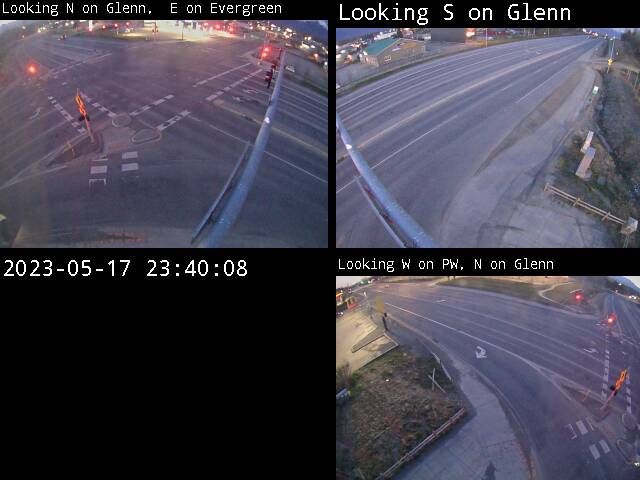 Looking N on Glenn,  E on Evergreen
Looking S on Glenn
2023-05-17 23:40:08
Looking W on PW, N on Glenn